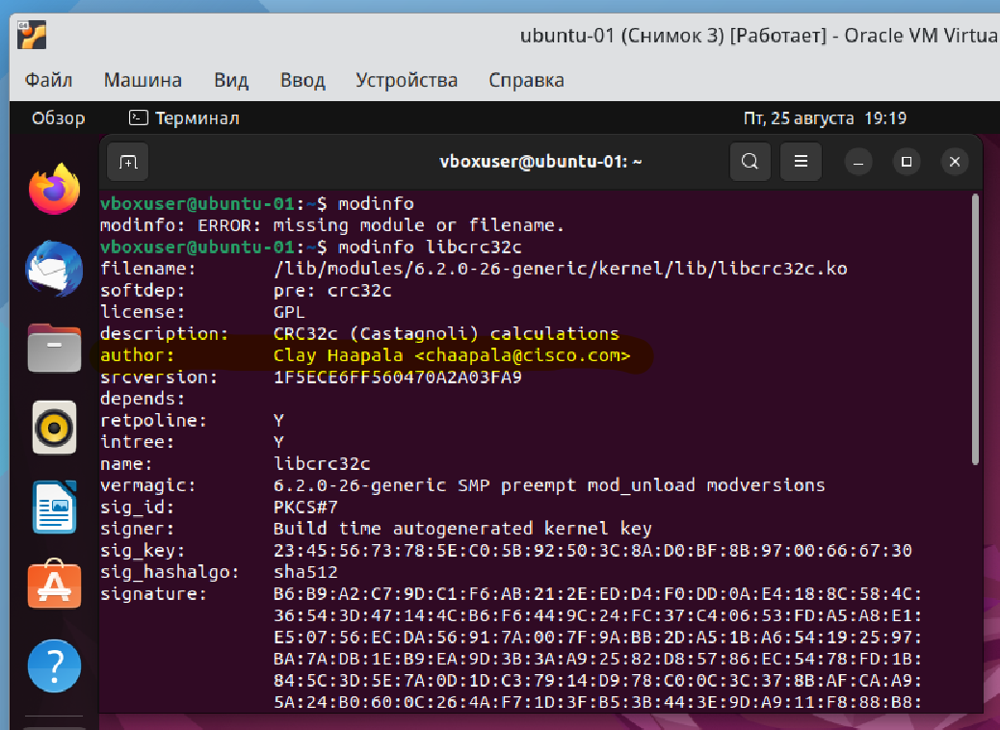 ubuntu-01 (Снимок 3) [Работает] - Oracle VM Virtua
Файл Машина Вид Ввод Устройства Справка
Обзор Терминал Пт, 25 августа 19:19
vboxuser@ubuntu-01: ~
vboxuser@ubuntu-01:~$ modinfo
modinfo: ERROR: missing module or filename.
vboxuser@ubuntu-01:~$ modinfo libcrc32c
filename: /lib/modules/6.2.0-26-generic/kernel/lib/libcrc32c.ko
softdep: pre: crc32c
license: GPL
description: CRC32c (Castagnoli) calculations
author: Clay Haapala <chaapala@cisco.com>
srcversion: 1F5ECE6FF560470A2A03FA9
depends:
retpoline: Y
intree: Y
name: libcrc32c
vermagic: 6.2.0-26-generic SMP preempt mod_unload modversions
sig_id: PKCS#7
signer: Build time autogenerated kernel key
sig_key: 23:45:56:73:78:5E:C0:5B:92:50:3C:8A:D0:BF:8B:97:00:66:67:30
sig_hashalgo: sha512
signature: B6:B9:A2:C7:9D:C1:F6:AB:21:2E:ED:D4:F0:DD:0A:E4:18:8C:58:4C:
36:54:3D:47:14:4C:B6:F6:44:9C:24:FC:37:C4:06:53:FD:A5:A8:E1:
E5:07:56:EC:DA:56:91:7A:00:7F:9A:BB:2D:A5:1B:A6:54:19:25:97:
BA:7A:DB:1E:B9:EA:9D:3B:3A:A9:25:82:D8:57:86:EC:54:78:FD:1B:
84:5C:3D:5E:7A:0D:1D:C3:79:14:D9:78:C0:0C:3C:37:8B:AF:CA:A9:
5A:24:B0:60:0C:26:4A:F7:1D:3F:B5:3B:44:3E:9D:A9:11:F8:88:B8: